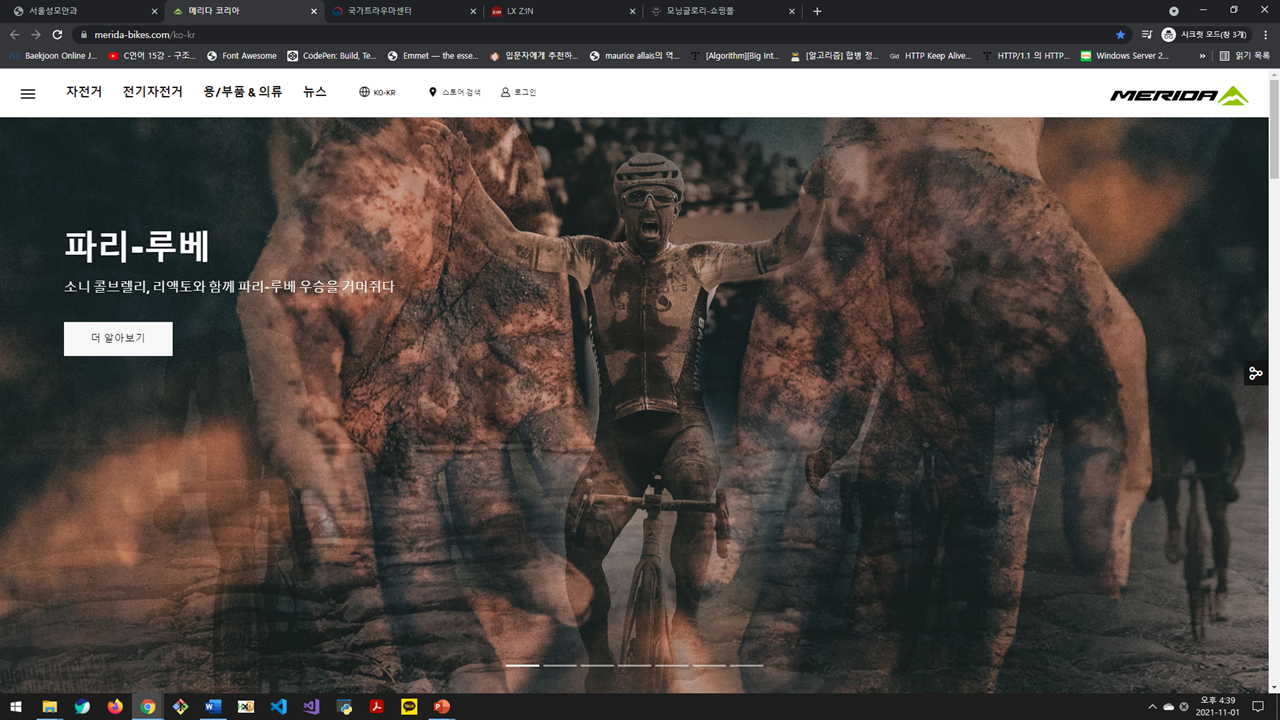 서울성모안과
메리다 코리아
국가트라우마센터
LX Z:IN
모닝글로리-쇼핑몰
merida-bikes.com/ko-kr
시크릿 모드(창 3개)
Baekjoon Online J...
C언어 15강 - 구조...
Font Awesome
CodePen: Build, Te...
Emmet — the esse...
입문자에게 추천하...
maurice allais의 역...
[Algorithm][Big Int...
[알고리즘] 합병 정...
HTTP Keep Alive...
HTTP/1.1 의 HTTP...
Windows Server 2...
»
읽기 목록
자전거
전기자전거
용/부품 & 의류
뉴스
KO-KR
스토어 검색
로그인
MERIDA
파리-루베
소니 콜브렐리, 리액토와 함께 파리-루베 우승을 거머쥐다
더 알아보기
오후 4:39
2021-11-01